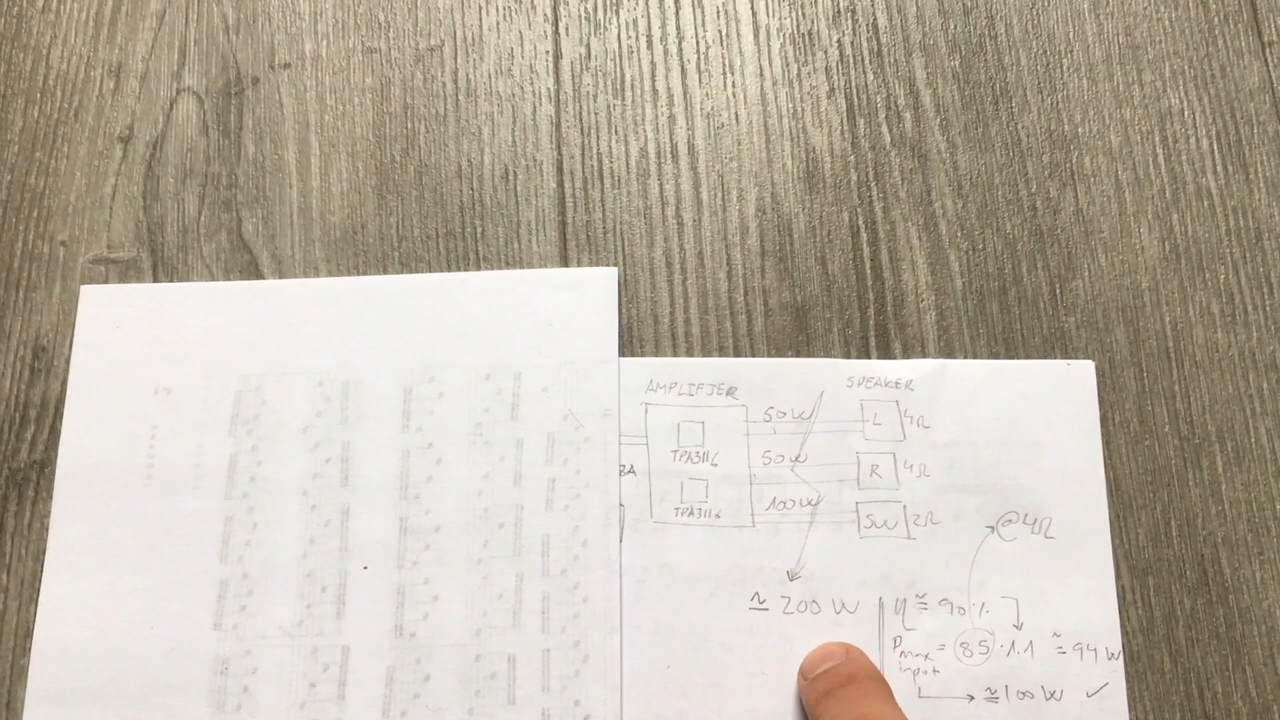 AMPLIFIER
SPEAKER
50W
L
4Ω
TPA3116
8A
50W
R
4Ω
TPA3116
100W
SW
2Ω
@4Ω
≅ 200 W
η ≅ 90%
Pmax input = 85 · 1.1 ≅ 94 W
≅ 100 W ✓